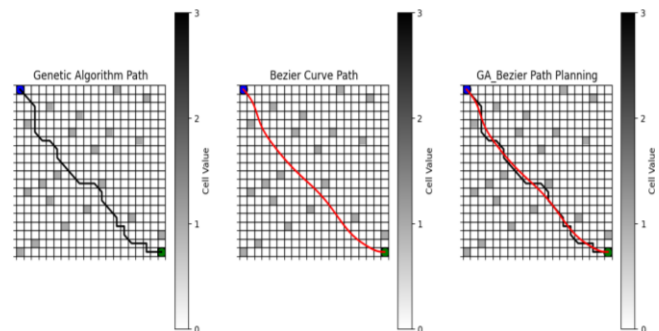 Genetic Algorithm Path
3
2
1
0
Cell Value
Bezier Curve Path
3
2
1
0
Cell Value
GA_Bezier Path Planning
3
2
1
0
Cell Value